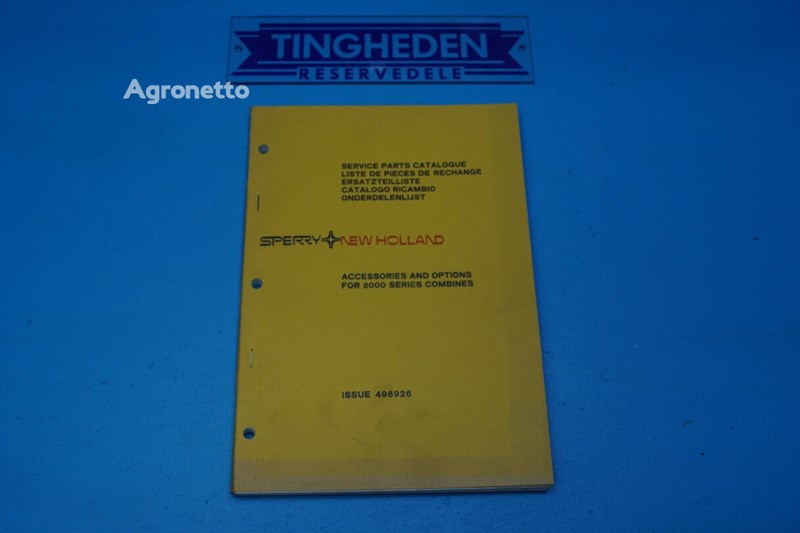 TINGHEDEN
RESERVEDELE
Agronetto
SERVICE PARTS CATALOGUE
LISTE DE PIECES DE RECHANGE
ERSATZTEILLISTE
CATALOGO RICAMBIO
ONDERDELENLIJST
SPERRY NEW HOLLAND
ACCESSORIES AND OPTIONS
FOR 8000 SERIES COMBINES
ISSUE 496926